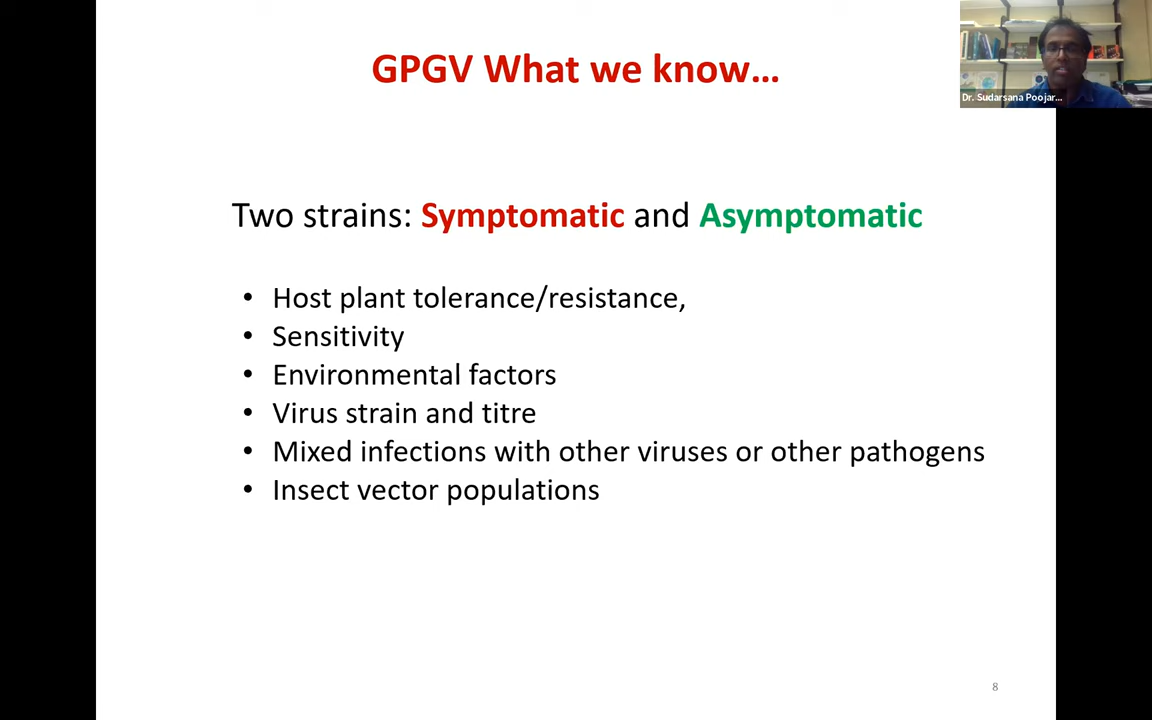 GPGV What we know…
Dr. Sudarsana Poojar...
Two strains: Symptomatic and Asymptomatic
• Host plant tolerance/resistance,
• Sensitivity
• Environmental factors
• Virus strain and titre
• Mixed infections with other viruses or other pathogens
• Insect vector populations
8